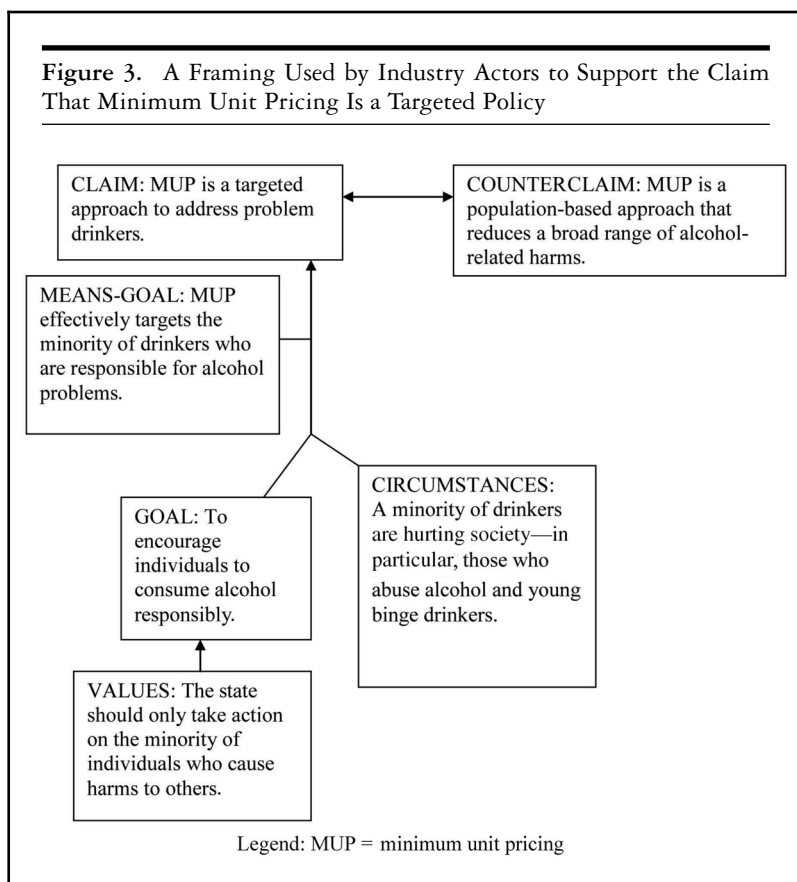 Figure 3. A Framing Used by Industry Actors to Support the Claim
That Minimum Unit Pricing Is a Targeted Policy
CLAIM: MUP is a targeted
approach to address problem
drinkers.
COUNTERCLAIM: MUP is a
population-based approach that
reduces a broad range of alcohol-
related harms.
MEANS-GOAL: MUP
effectively targets the
minority of drinkers who
are responsible for alcohol
problems.
GOAL: To
encourage
individuals to
consume alcohol
responsibly.
CIRCUMSTANCES:
A minority of drinkers
are hurting society—in
particular, those who
abuse alcohol and young
binge drinkers.
VALUES: The state
should only take action
on the minority of
individuals who cause
harms to others.
Legend: MUP = minimum unit pricing